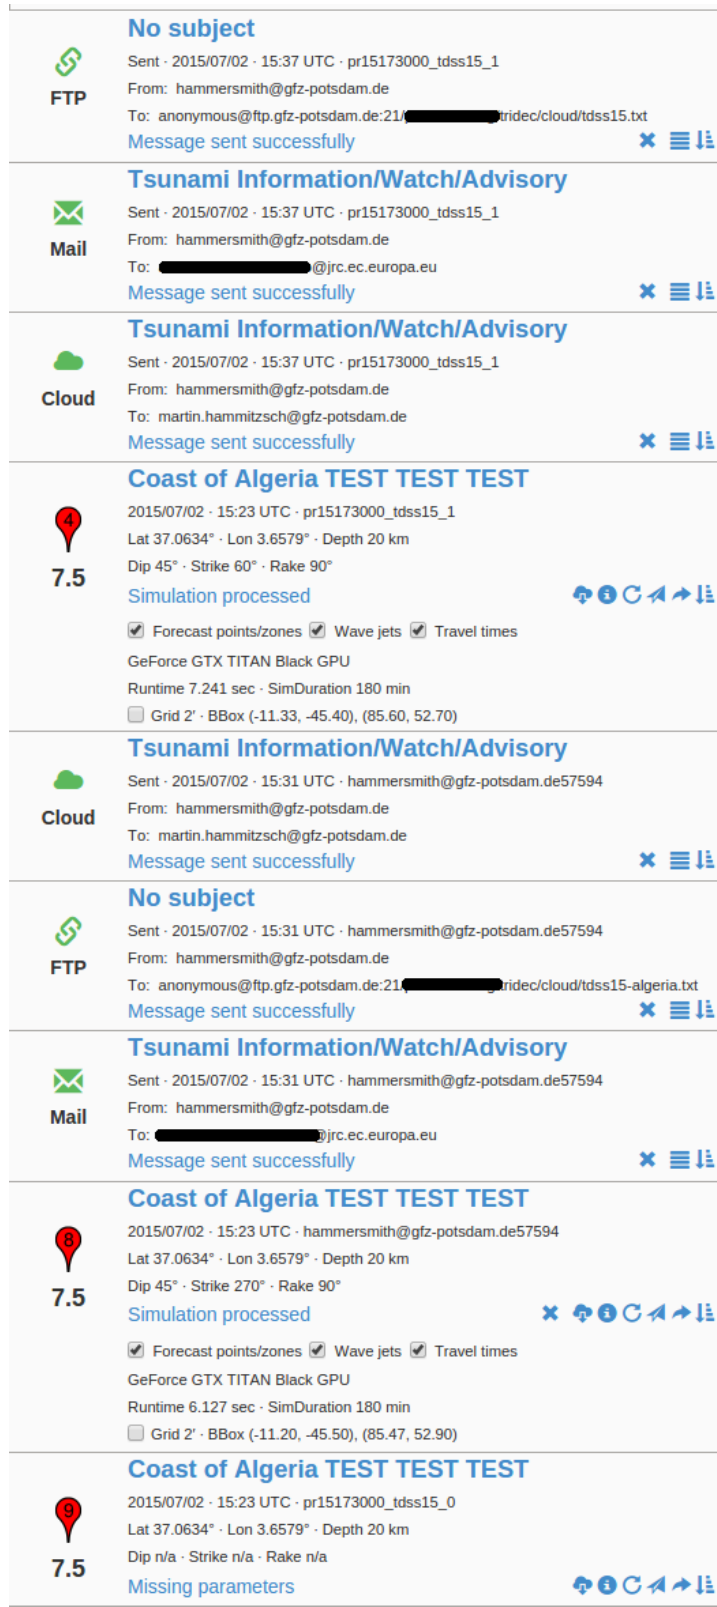 No subject
Sent · 2015/07/02 · 15:37 UTC · pr15173000_tdss15_1
FTP
From: hammersmith@gfz-potsdam.de
To: anonymous@ftp.gfz-potsdam.de:21/ tridec/cloud/tdss15.txt
Message sent successfully
Tsunami Information/Watch/Advisory
Sent · 2015/07/02 · 15:37 UTC · pr15173000_tdss15_1
Mail
From: hammersmith@gfz-potsdam.de
To: @jrc.ec.europa.eu
Message sent successfully
Tsunami Information/Watch/Advisory
Sent · 2015/07/02 · 15:37 UTC · pr15173000_tdss15_1
Cloud
From: hammersmith@gfz-potsdam.de
To: martin.hammitzsch@gfz-potsdam.de
Message sent successfully
Coast of Algeria TEST TEST TEST
4
2015/07/02 · 15:23 UTC · pr15173000_tdss15_1
Lat 37.0634° · Lon 3.6579° · Depth 20 km
7.5
Dip 45° · Strike 60° · Rake 90°
Simulation processed
Forecast points/zones Wave jets Travel times
GeForce GTX TITAN Black GPU
Runtime 7.241 sec · SimDuration 180 min
Grid 2' · BBox (-11.33, -45.40), (85.60, 52.70)
Tsunami Information/Watch/Advisory
Sent · 2015/07/02 · 15:31 UTC · hammersmith@gfz-potsdam.de57594
Cloud
From: hammersmith@gfz-potsdam.de
To: martin.hammitzsch@gfz-potsdam.de
Message sent successfully
No subject
Sent · 2015/07/02 · 15:31 UTC · hammersmith@gfz-potsdam.de57594
FTP
From: hammersmith@gfz-potsdam.de
To: anonymous@ftp.gfz-potsdam.de:21/ tridec/cloud/tdss15-algeria.txt
Message sent successfully
Tsunami Information/Watch/Advisory
Sent · 2015/07/02 · 15:31 UTC · hammersmith@gfz-potsdam.de57594
Mail
From: hammersmith@gfz-potsdam.de
To: @jrc.ec.europa.eu
Message sent successfully
Coast of Algeria TEST TEST TEST
8
2015/07/02 · 15:23 UTC · hammersmith@gfz-potsdam.de57594
Lat 37.0634° · Lon 3.6579° · Depth 20 km
7.5
Dip 45° · Strike 270° · Rake 90°
Simulation processed
Forecast points/zones Wave jets Travel times
GeForce GTX TITAN Black GPU
Runtime 6.127 sec · SimDuration 180 min
Grid 2' · BBox (-11.20, -45.50), (85.47, 52.90)
Coast of Algeria TEST TEST TEST
9
2015/07/02 · 15:23 UTC · pr15173000_tdss15_0
Lat 37.0634° · Lon 3.6579° · Depth 20 km
7.5
Dip n/a · Strike n/a · Rake n/a
Missing parameters